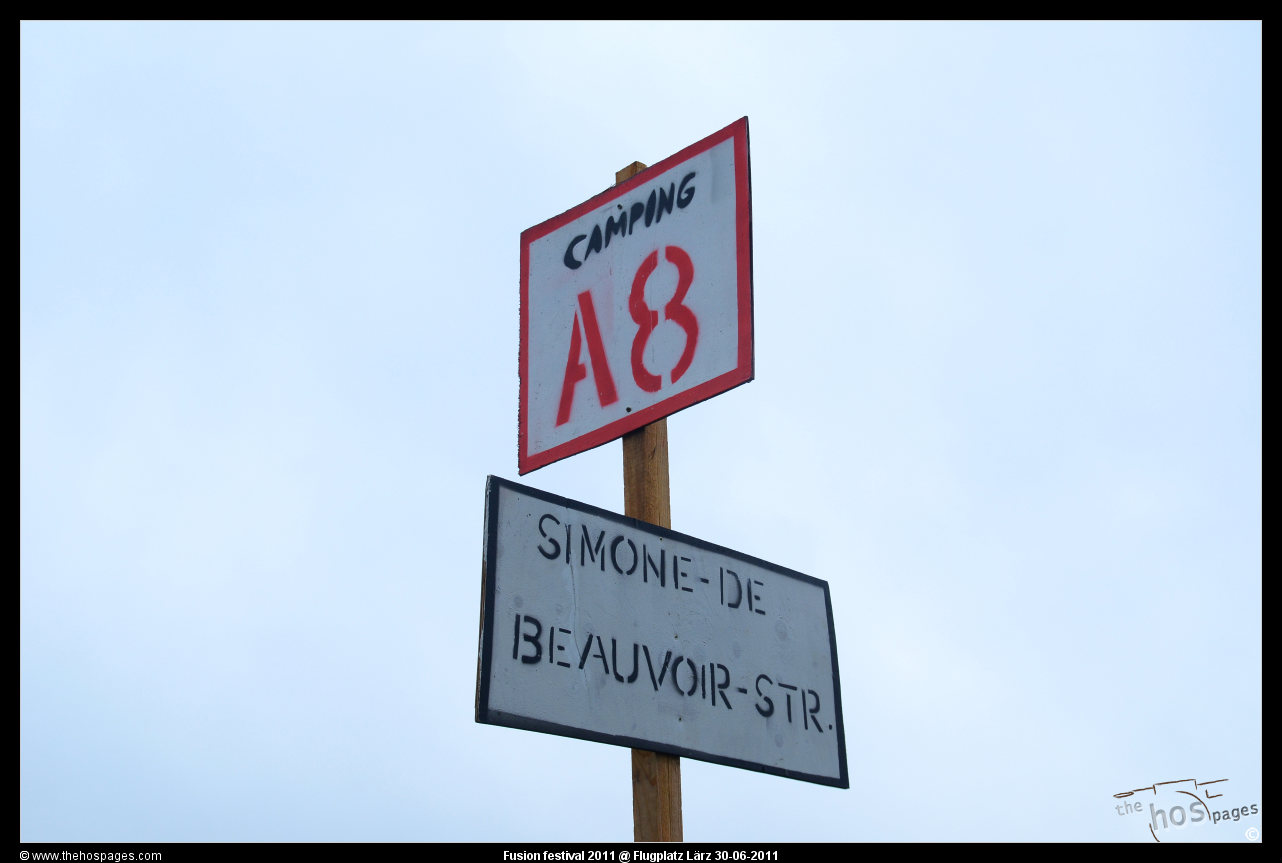 CAMPING
A8
SIMONE-DE
BEAUVOIR-STR.
the hos pages
©
© www.thehospages.com
Fusion festival 2011 @ Flugplatz Lärz 30-06-2011